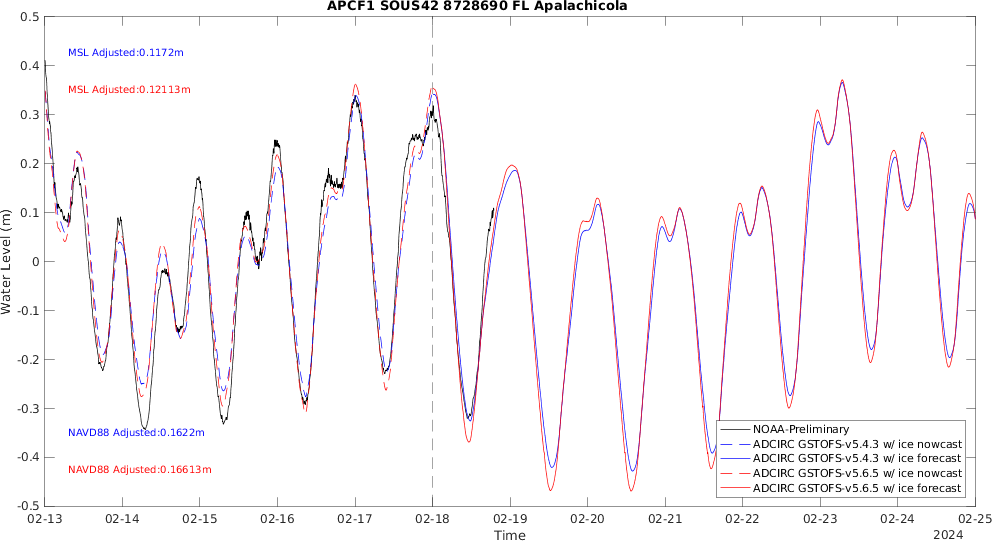 APCF1 SOUS42 8728690 FL Apalachicola
0.5
0.4
0.3
0.2
0.1
0
-0.1
-0.2
-0.3
-0.4
-0.5
Water Level (m)
MSL Adjusted:0.1172m
MSL Adjusted:0.12113m
NAVD88 Adjusted:0.1622m
NAVD88 Adjusted:0.16613m
NOAA-Preliminary
ADCIRC GSTOFS-v5.4.3 w/ ice nowcast
ADCIRC GSTOFS-v5.4.3 w/ ice forecast
ADCIRC GSTOFS-v5.6.5 w/ ice nowcast
ADCIRC GSTOFS-v5.6.5 w/ ice forecast
02-13 02-14 02-15 02-16 02-17 02-18 02-19 02-20 02-21 02-22 02-23 02-24 02-25
Time
2024